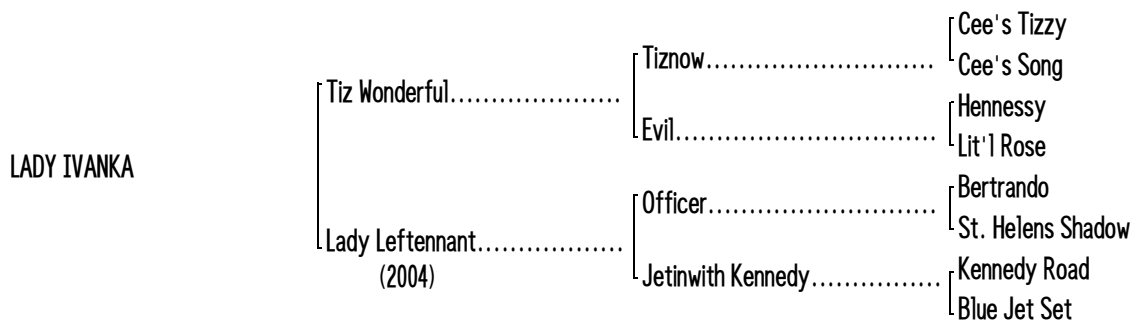 Cee's Tizzy
Tiznow............................
Cee's Song
Tiz Wonderful.....................
Hennessy
Evil................................
Lit'l Rose
LADY IVANKA
Bertrando
Officer............................
St. Helens Shadow
Lady Leftennant..................
(2004)
Kennedy Road
Jetinwith Kennedy................
Blue Jet Set